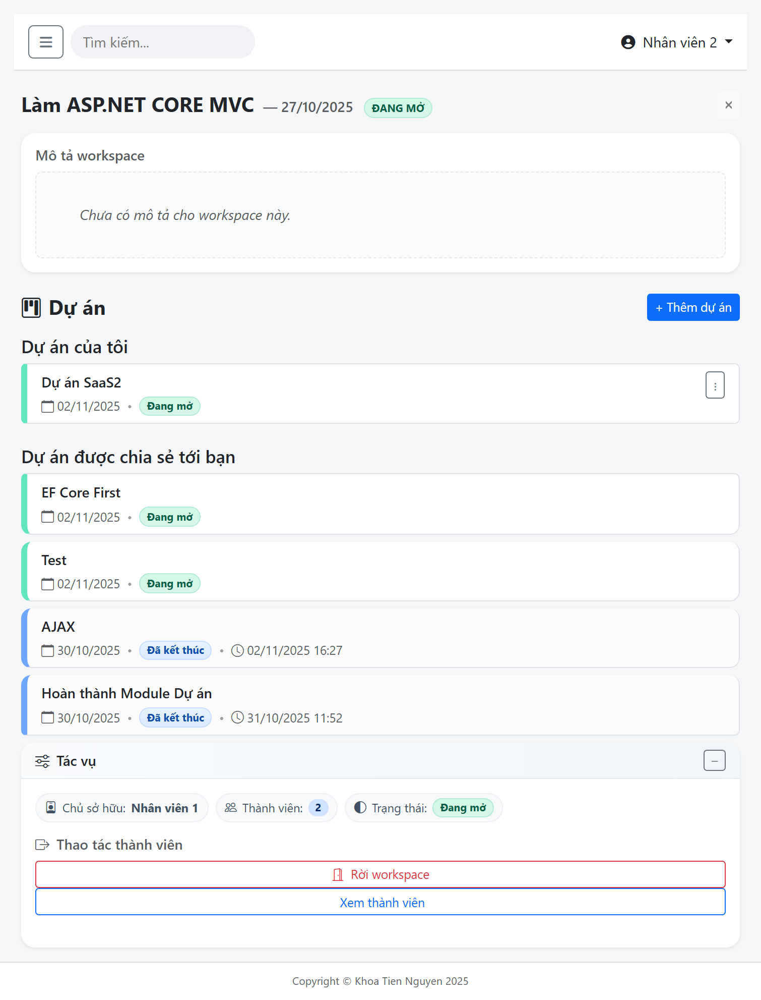 Tìm kiếm...
Nhân viên 2
Làm ASP.NET CORE MVC — 27/10/2025 ĐANG MỞ
×
Mô tả workspace
Chưa có mô tả cho workspace này.
Dự án
+ Thêm dự án
Dự án của tôi
Dự án SaaS2
02/11/2025 • Đang mở
Dự án được chia sẻ tới bạn
EF Core First
02/11/2025 • Đang mở
Test
02/11/2025 • Đang mở
AJAX
30/10/2025 • Đã kết thúc • 02/11/2025 16:27
Hoàn thành Module Dự án
30/10/2025 • Đã kết thúc • 31/10/2025 11:52
Tác vụ
Chủ sở hữu: Nhân viên 1 Thành viên: 2 Trạng thái: Đang mở
Thao tác thành viên
Rời workspace
Xem thành viên
Copyright © Khoa Tien Nguyen 2025